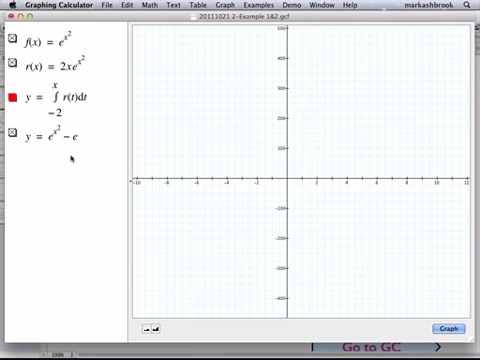 Graphing Calculator File Edit Math Text Table Graph Examples Demos Window Help markashbrook
20111021 2–Example 1&2.gcf
f(x) = e^{x^2}
r(x) = 2xe^{x^2}
x
y = ∫ r(t)dt
−2
y = e^{x^2} − e
500
400
300
200
100
-10 -8 -6 -4 -2 2 4 6 8 10 12
-100
-200
-300
-400
Graph
Go to GC